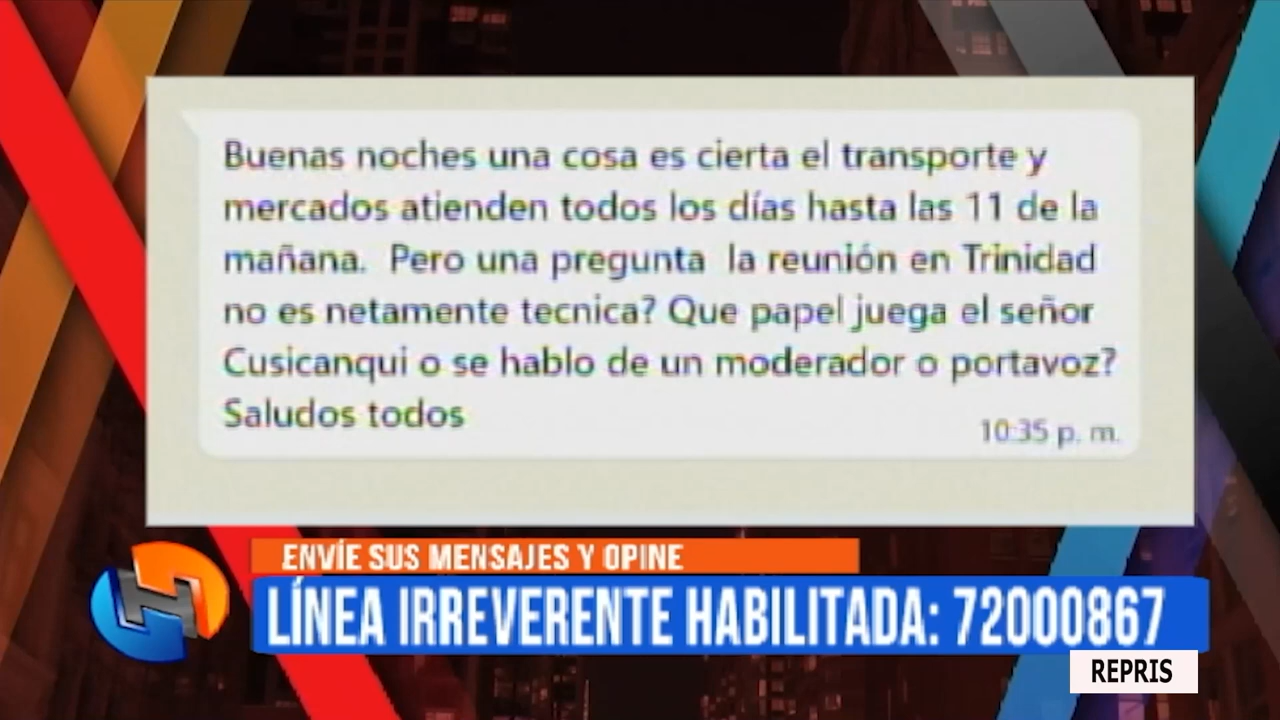 Buenas noches una cosa es cierta el transporte y
mercados atienden todos los días hasta las 11 de la
mañana. Pero una pregunta la reunión en Trinidad
no es netamente tecnica? Que papel juega el señor
Cusicanqui o se hablo de un moderador o portavoz?
Saludos todos
10:35 p. m.
ENVÍE SUS MENSAJES Y OPINE
LÍNEA IRREVERENTE HABILITADA: 72000867
REPRIS